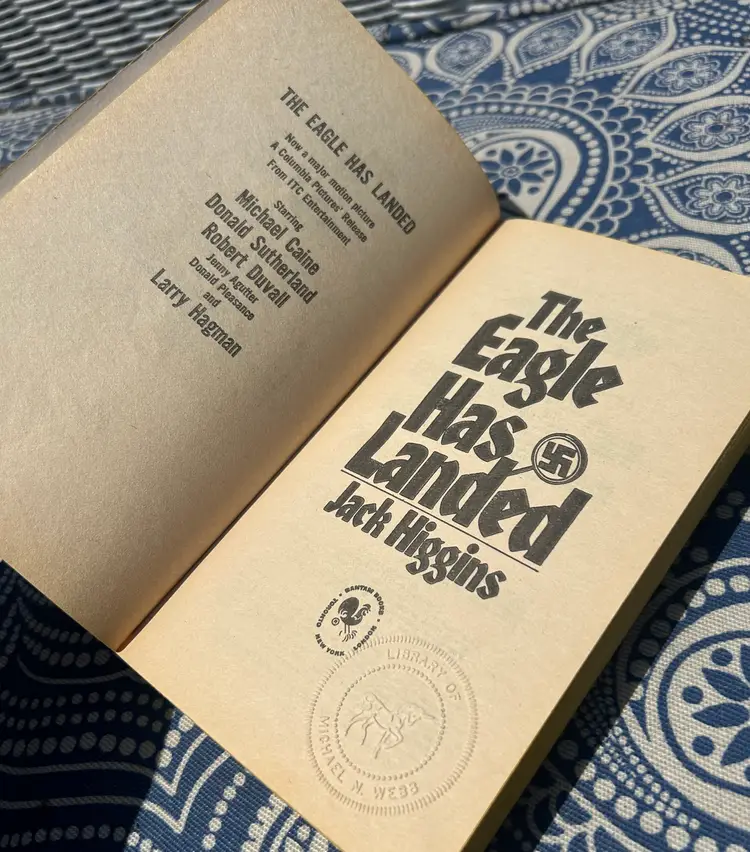 THE EAGLE HAS LANDED
Now a major motion picture
A Columbia Pictures' Release
From ITC Entertainment
Starring
Michael Caine
Donald Sutherland
Robert Duvall
Jenny Agutter
Donald Pleasance
and
Larry Hagman
The
Eagle
Has
Landed
Jack Higgins
BANTAM BOOKS
TORONTO • NEW YORK • LONDON
LIBRARY OF
MICHAEL N. WEBB